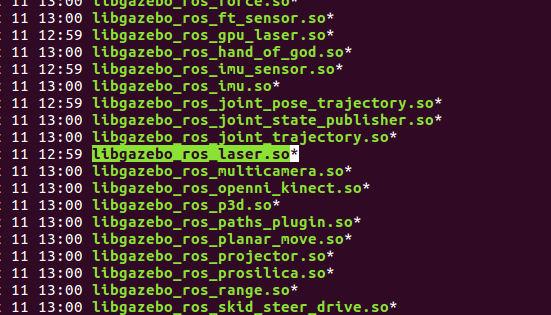 11 13:00 libgazebo_ros_force.so*
11 13:00 libgazebo_ros_ft_sensor.so*
11 12:59 libgazebo_ros_gpu_laser.so*
11 13:00 libgazebo_ros_hand_of_god.so*
11 12:59 libgazebo_ros_imu_sensor.so*
11 13:00 libgazebo_ros_imu.so*
11 12:59 libgazebo_ros_joint_pose_trajectory.so*
11 13:00 libgazebo_ros_joint_state_publisher.so*
11 13:00 libgazebo_ros_joint_trajectory.so*
11 12:59 libgazebo_ros_laser.so*
11 13:00 libgazebo_ros_multicamera.so*
11 13:00 libgazebo_ros_openni_kinect.so*
11 13:00 libgazebo_ros_p3d.so*
11 13:00 libgazebo_ros_paths_plugin.so*
11 13:00 libgazebo_ros_planar_move.so*
11 13:00 libgazebo_ros_projector.so*
11 13:00 libgazebo_ros_prosilica.so*
11 13:00 libgazebo_ros_range.so*
11 13:00 libgazebo_ros_skid_steer_drive.so*